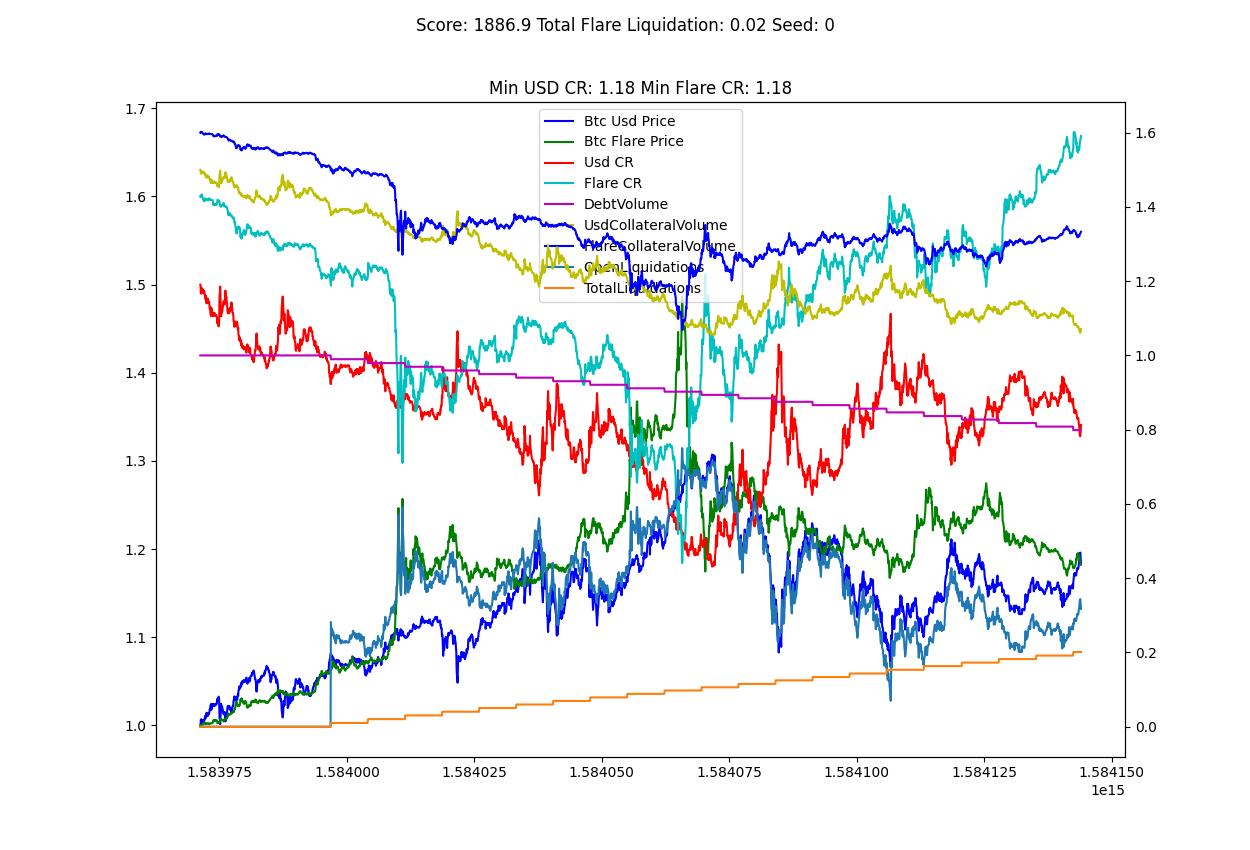 Score: 1886.9 Total Flare Liquidation: 0.02 Seed: 0
Min USD CR: 1.18 Min Flare CR: 1.18
Btc Usd Price
Btc Flare Price
Usd CR
Flare CR
DebtVolume
UsdCollateralVolume
FlareCollateralVolume
OpenLiquidations
TotalLiquidations
1.7
1.6
1.5
1.4
1.3
1.2
1.1
1.0
1.6
1.4
1.2
1.0
0.8
0.6
0.4
0.2
0.0
1.583975
1.584000
1.584025
1.584050
1.584075
1.584100
1.584125
1.584150
1e15